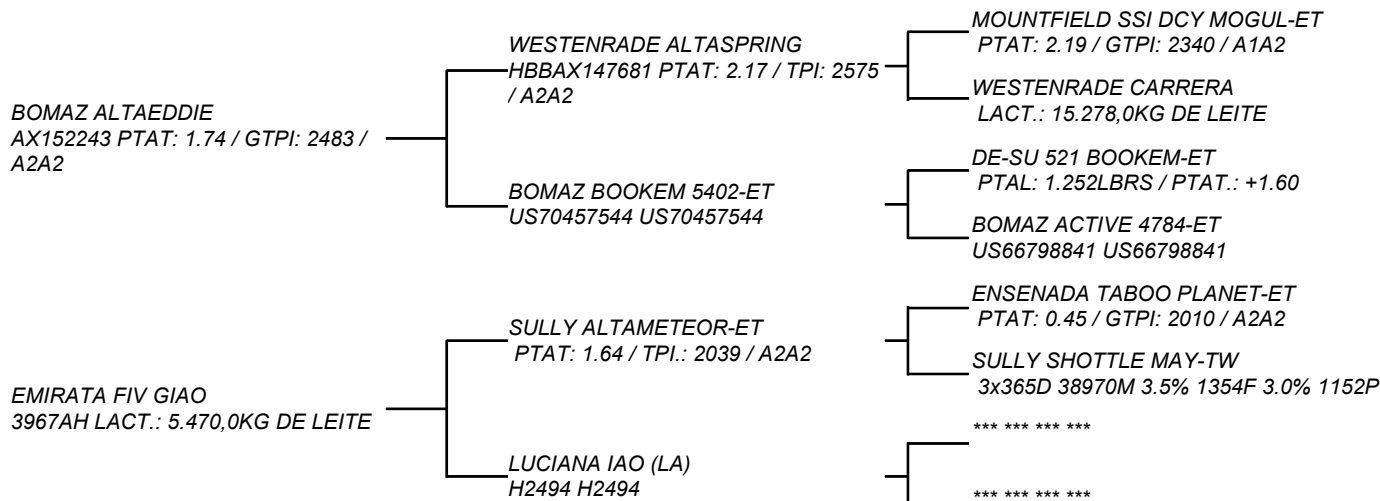 BOMAZ ALTAEDDIE
AX152243 PTAT: 1.74 / GTPI: 2483 /
A2A2
WESTENRADE ALTASPRING
HBBAX147681 PTAT: 2.17 / TPI: 2575
/ A2A2
MOUNTFIELD SSI DCY MOGUL-ET
PTAT: 2.19 / GTPI: 2340 / A1A2
WESTENRADE CARRERA
LACT.: 15.278,0KG DE LEITE
BOMAZ BOOKEM 5402-ET
US70457544 US70457544
DE-SU 521 BOOKEM-ET
PTAL: 1.252LBRS / PTAT.: +1.60
BOMAZ ACTIVE 4784-ET
US66798841 US66798841
EMIRATA FIV GIAO
3967AH LACT.: 5.470,0KG DE LEITE
SULLY ALTAMETEOR-ET
PTAT: 1.64 / TPI.: 2039 / A2A2
ENSENADA TABOO PLANET-ET
PTAT: 0.45 / GTPI: 2010 / A2A2
SULLY SHOTTLE MAY-TW
3x365D 38970M 3.5% 1354F 3.0% 1152P
LUCIANA IAO (LA)
H2494 H2494
*** *** *** ***
*** *** *** ***